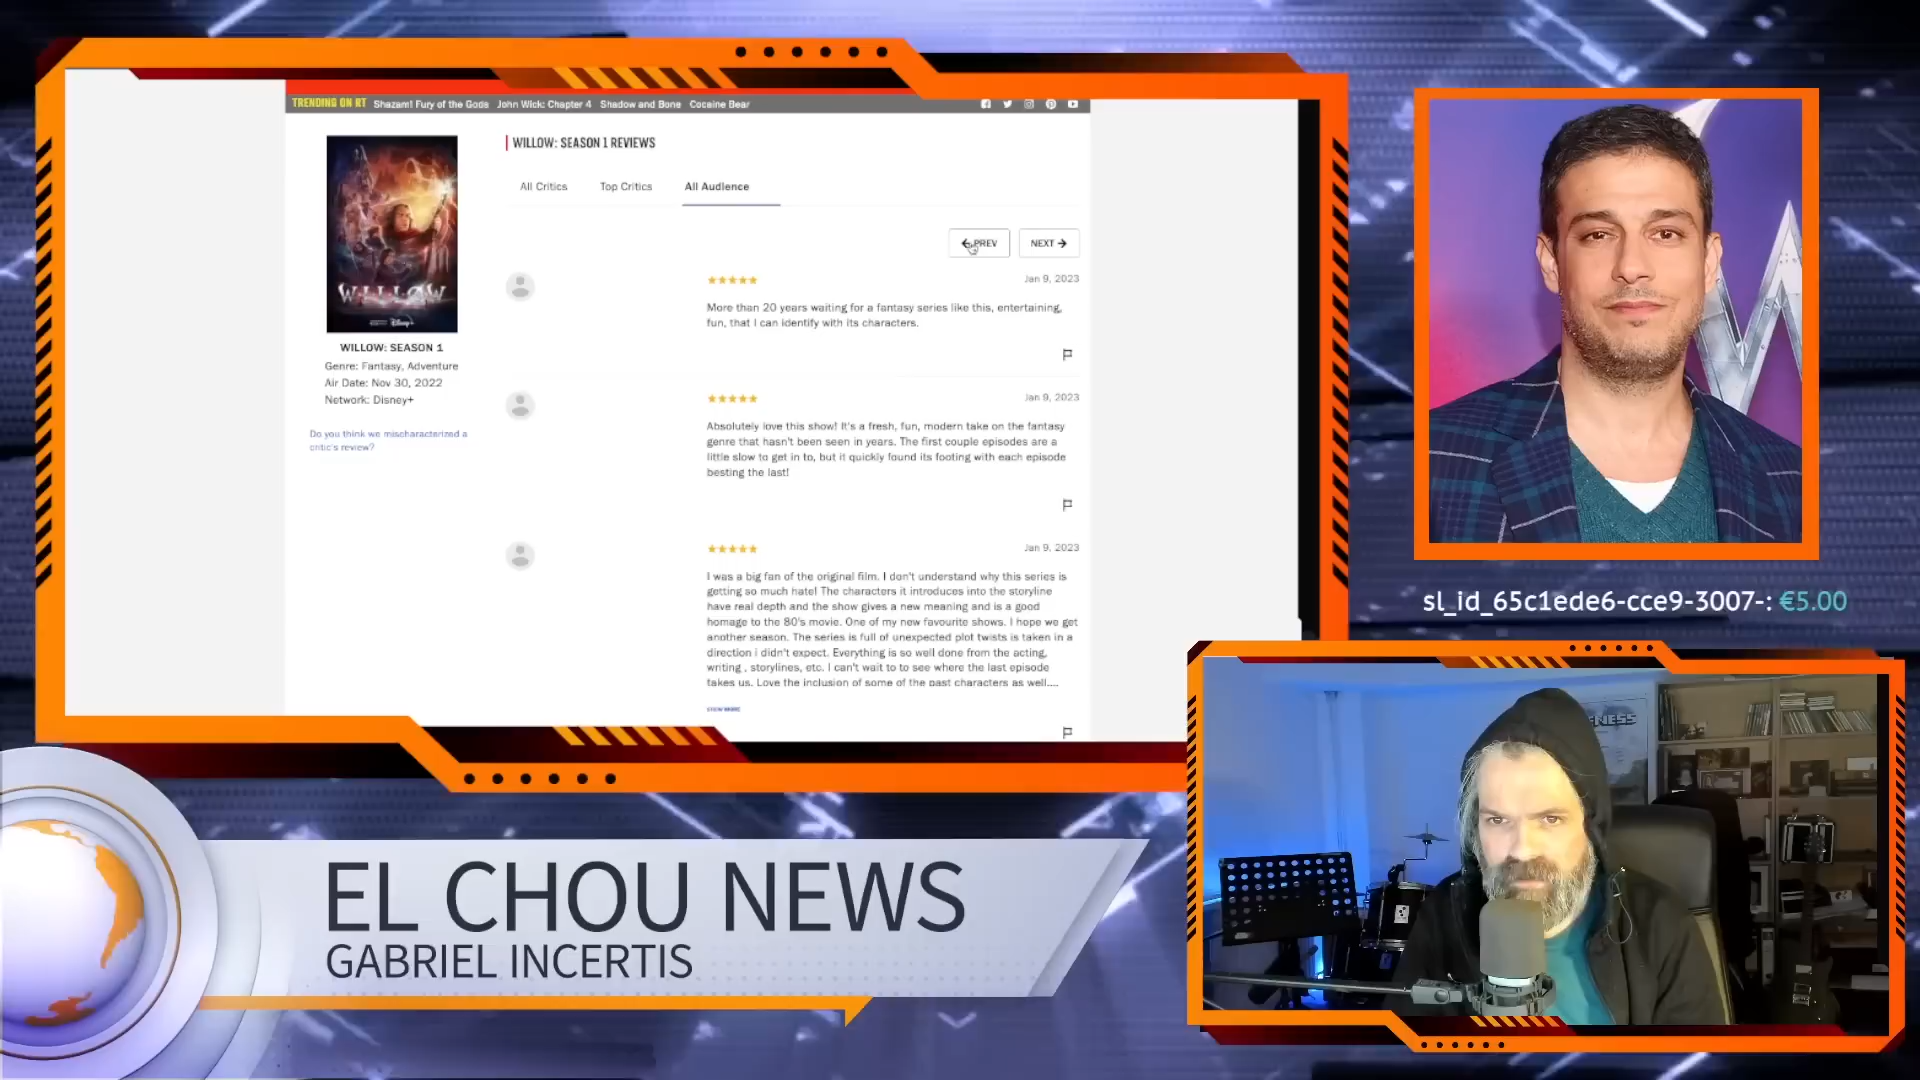 TRENDING ON RT Shazam! Fury of the Gods John Wick: Chapter 4 Shadow and Bone Cocaine Bear
WILLOW
Disney+
WILLOW: SEASON 1
Genre: Fantasy, Adventure
Air Date: Nov 30, 2022
Network: Disney+
Do you think we mischaracterized a
critic's review?
WILLOW: SEASON 1 REVIEWS
All Critics Top Critics All Audience
PREV NEXT
Jan 9, 2023
More than 20 years waiting for a fantasy series like this, entertaining,
fun, that I can identify with its characters.
Jan 9, 2023
Absolutely love this show! It's a fresh, fun, modern take on the fantasy
genre that hasn't been seen in years. The first couple episodes are a
little slow to get in to, but it quickly found its footing with each episode
besting the last!
Jan 9, 2023
I was a big fan of the original film. I don't understand why this series is
getting so much hate! The characters it introduces into the storyline
have real depth and the show gives a new meaning and is a good
homage to the 80's movie. One of my new favourite shows. I hope we get
another season. The series is full of unexpected plot twists is taken in a
direction i didn't expect. Everything is so well done from the acting,
writing , storylines, etc. I can't wait to to see where the last episode
takes us. Love the inclusion of some of the past characters as well....
SHOW MORE
sl_id_65c1ede6-cce9-3007-: €5.00
EL CHOU NEWS
GABRIEL INCERTIS